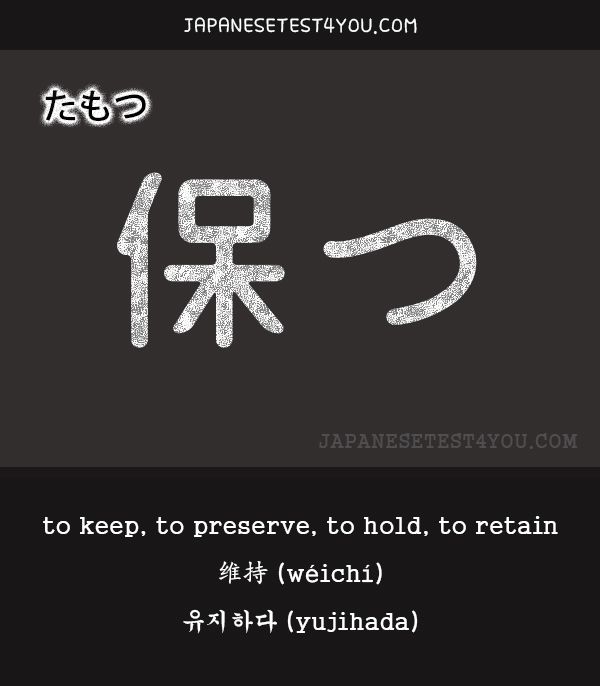 JAPANESETEST4YOU.COM
たもつ
保つ
JAPANESETEST4YOU.COM
to keep, to preserve, to hold, to retain
维持 (wéichí)
유지하다 (yujihada)